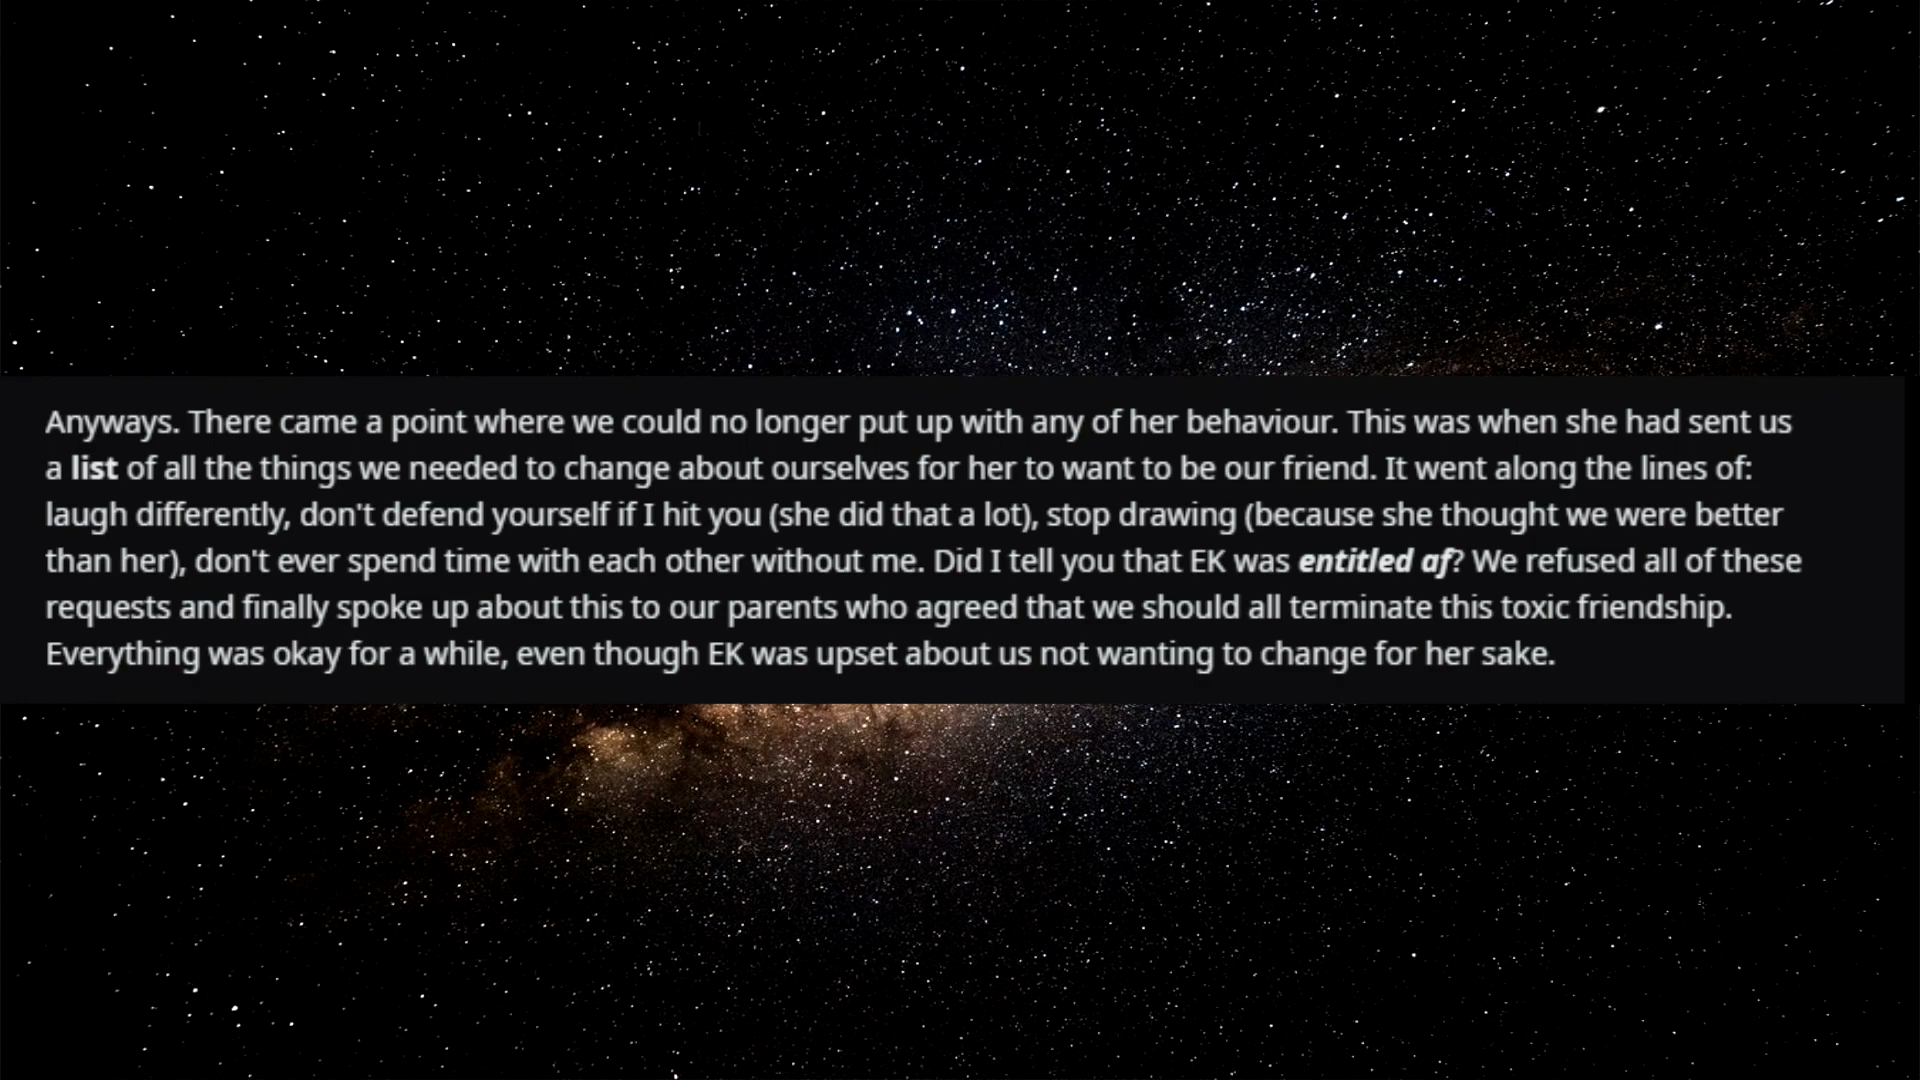 Anyways. There came a point where we could no longer put up with any of her behaviour. This was when she had sent us
a list of all the things we needed to change about ourselves for her to want to be our friend. It went along the lines of:
laugh differently, don't defend yourself if I hit you (she did that a lot), stop drawing (because she thought we were better
than her), don't ever spend time with each other without me. Did I tell you that EK was entitled af? We refused all of these
requests and finally spoke up about this to our parents who agreed that we should all terminate this toxic friendship.
Everything was okay for a while, even though EK was upset about us not wanting to change for her sake.